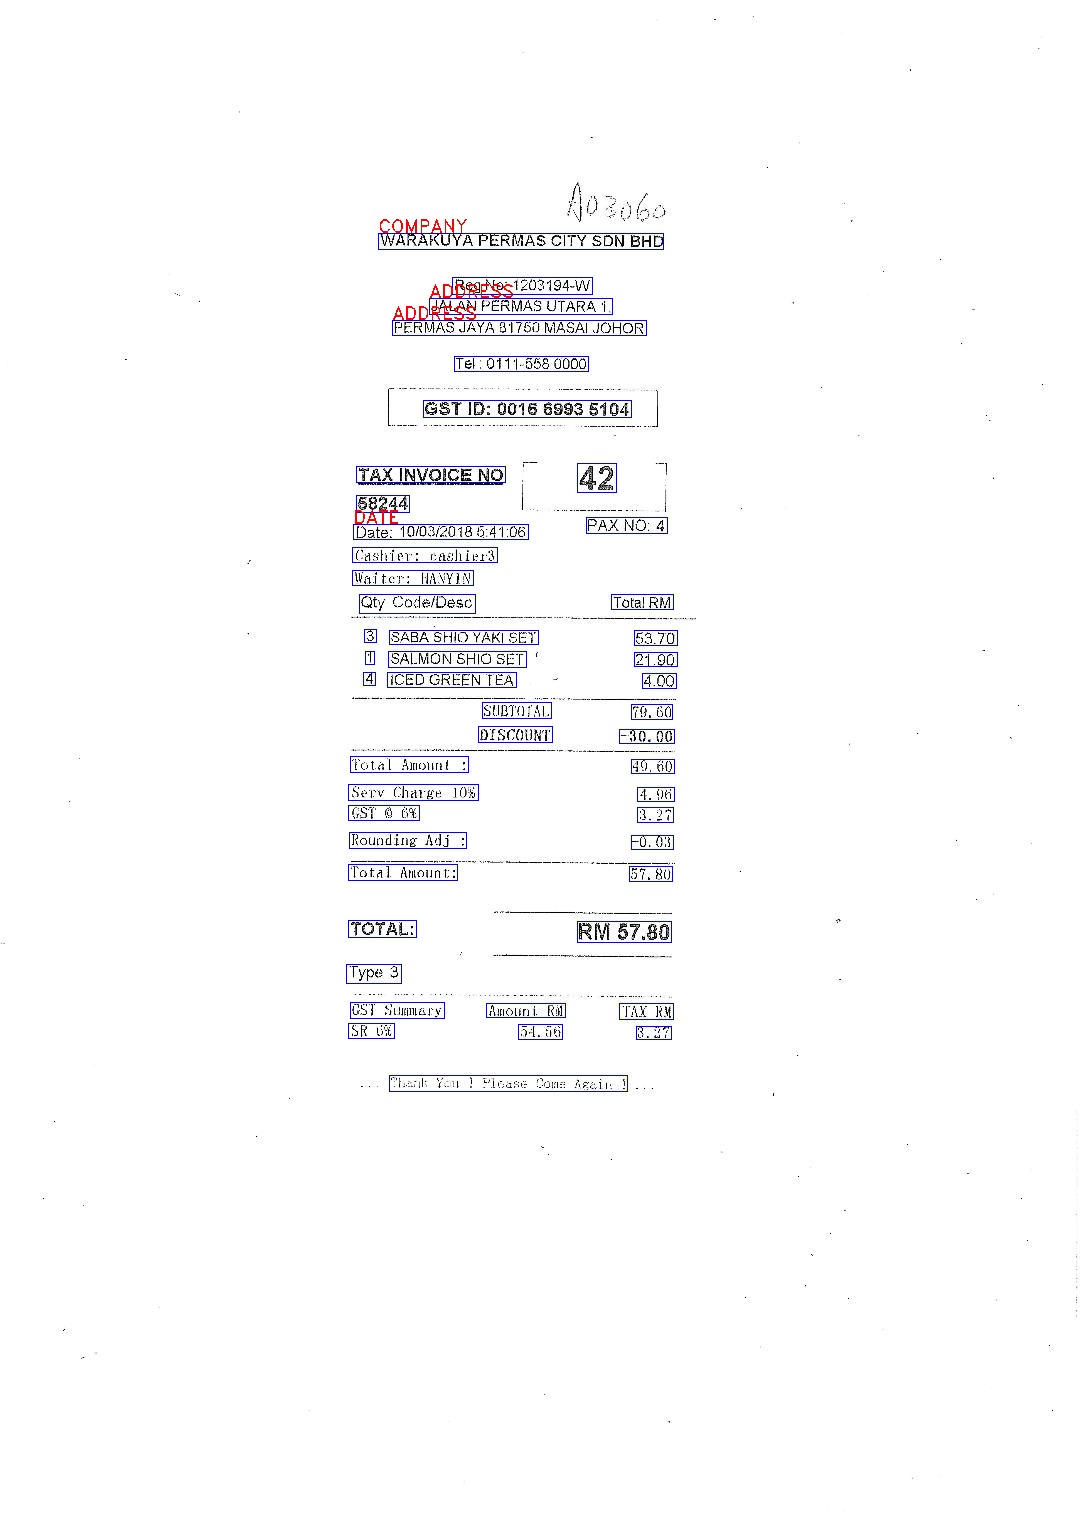 A03060
COMPANY
WARAKUYA PERMAS CITY SDN BHD
Reg No: 1203194-W
ADDRESS
JALAN PERMAS UTARA 1,
ADDRESS
PERMAS JAYA 81750 MASAI JOHOR
Tel : 0111-558 0000
GST ID: 0016 6993 5104
TAX INVOICE NO 42
58244
DATE
Date: 10/03/2018 5:41:06 PAX NO: 4
Cashier: cashier3
Waiter: HANYIN
Qty Code/Desc Total RM
3 SABA SHIO YAKI SET 53.70
1 SALMON SHIO SET 21.90
4 ICED GREEN TEA 4.00
SUBTOTAL 79.60
DISCOUNT -30.00
Total Amount : 49.60
Serv Charge 10% 4.96
GST @ 6% 3.27
Rounding Adj : -0.03
Total Amount: 57.80
TOTAL: RM 57.80
Type 3
GST Summary Amount RM TAX RM
SR 6% 54.56 3.27
... Thank You ! Please Come Again ! ...